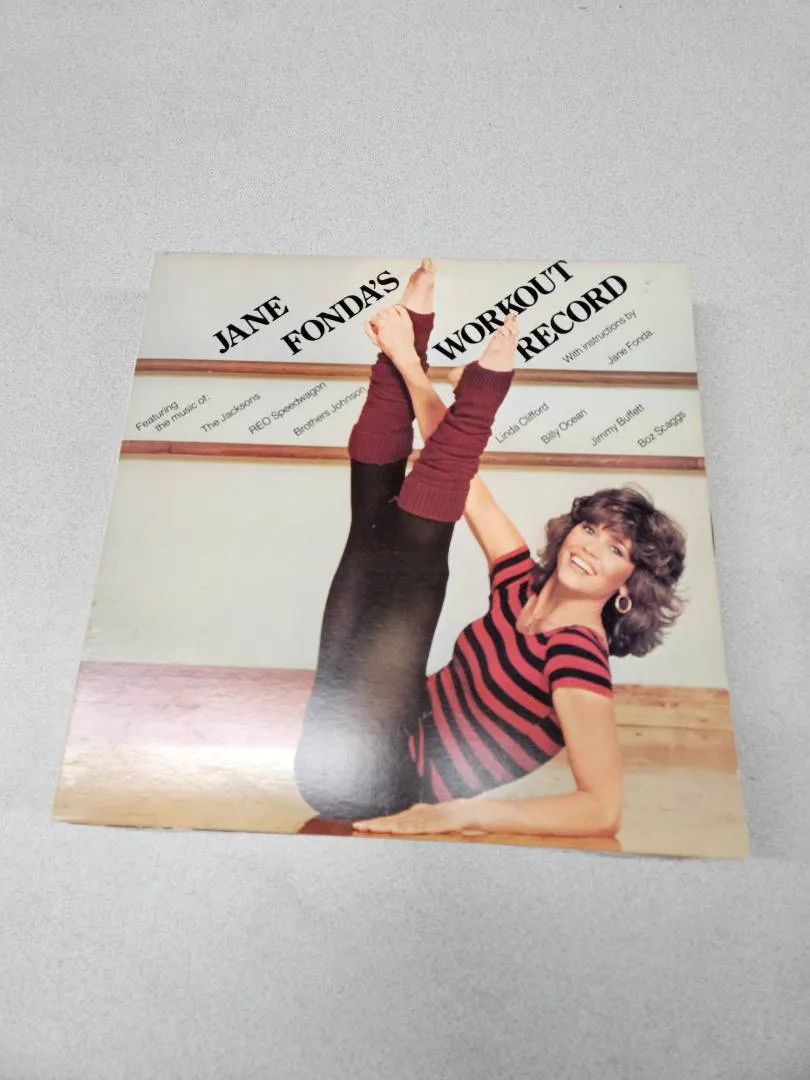 JANE
FONDA'S
WORKOUT
RECORD
With instructions by
Jane Fonda
Featuring
the music of:
The Jacksons
REO Speedwagon
Brothers Johnson
Linda Clifford
Billy Ocean
Jimmy Buffett
Boz Scaggs